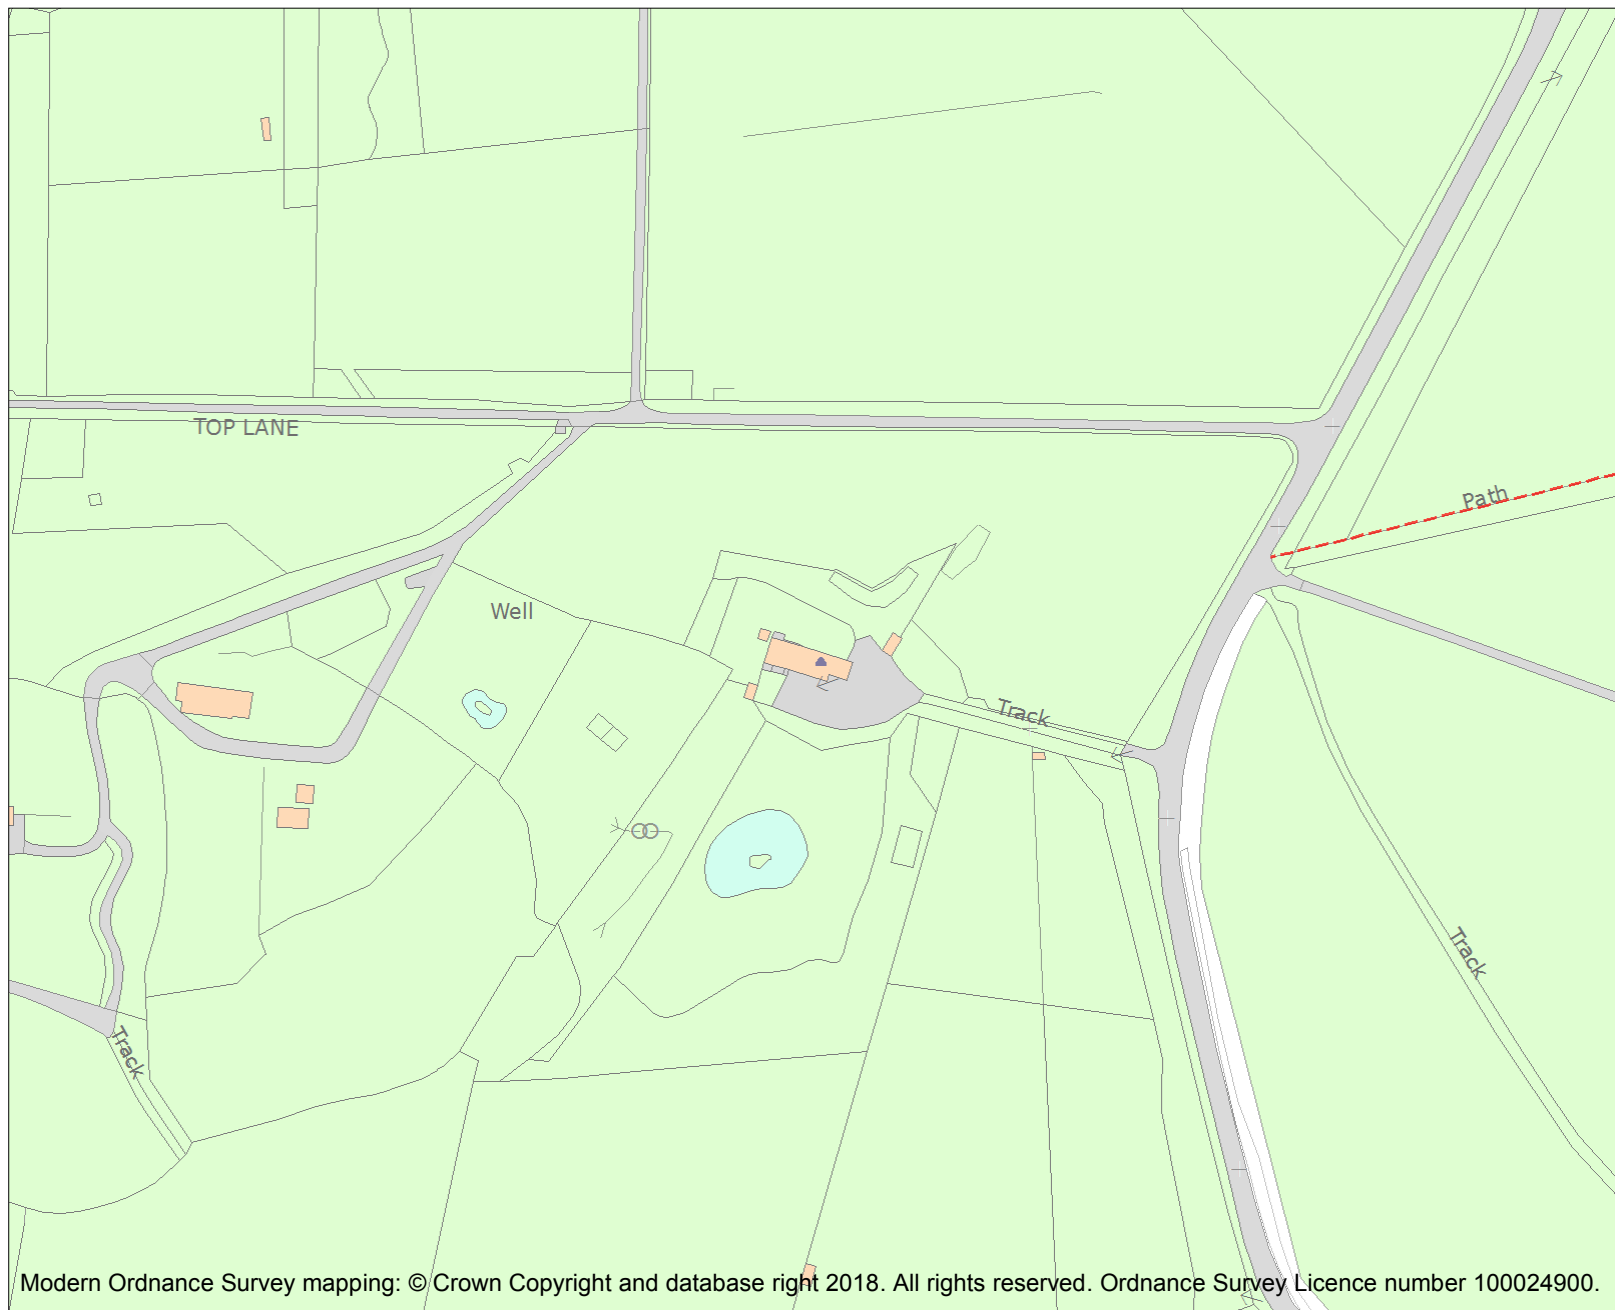 TOP LANE
Path
Well
Track
Track
Track
Modern Ordnance Survey mapping: © Crown Copyright and database right 2018. All rights reserved. Ordnance Survey Licence number 100024900.